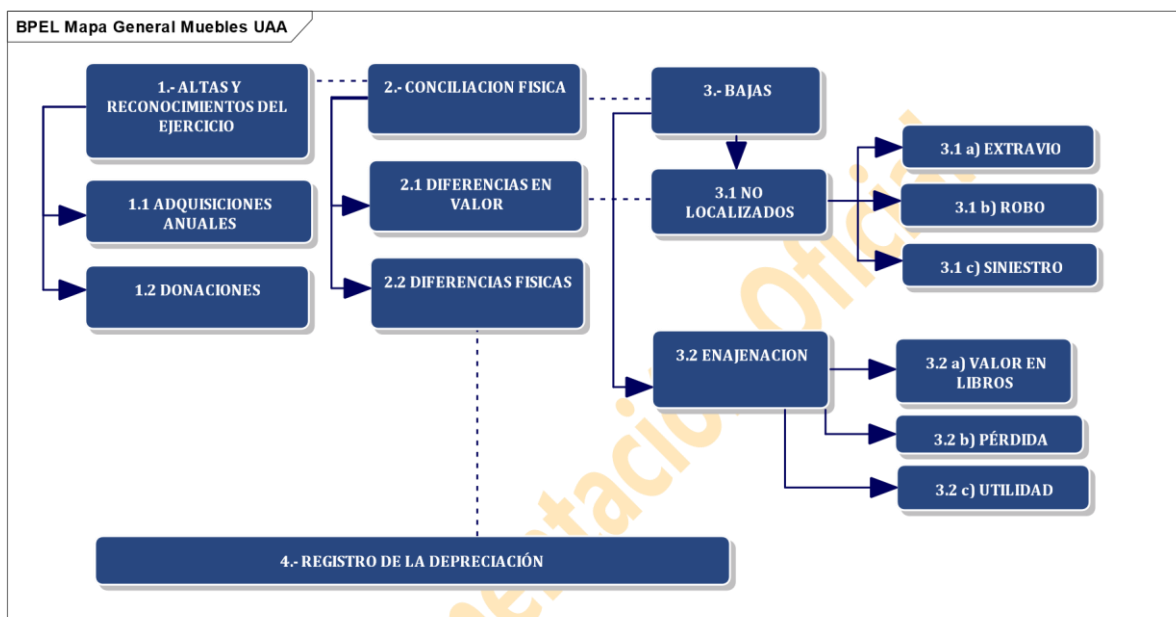 BPEL Mapa General Muebles UAA
1.- ALTAS Y
RECONOCIMIENTOS DEL
EJERCICIO
1.1 ADQUISICIONES
ANUALES
1.2 DONACIONES
2.- CONCILIACION FISICA
2.1 DIFERENCIAS EN
VALOR
2.2 DIFERENCIAS FISICAS
3.- BAJAS
3.1 NO
LOCALIZADOS
3.1 a) EXTRAVIO
3.1 b) ROBO
3.1 c) SINIESTRO
3.2 ENAJENACION
3.2 a) VALOR EN
LIBROS
3.2 b) PÉRDIDA
3.2 c) UTILIDAD
4.- REGISTRO DE LA DEPRECIACIÓN